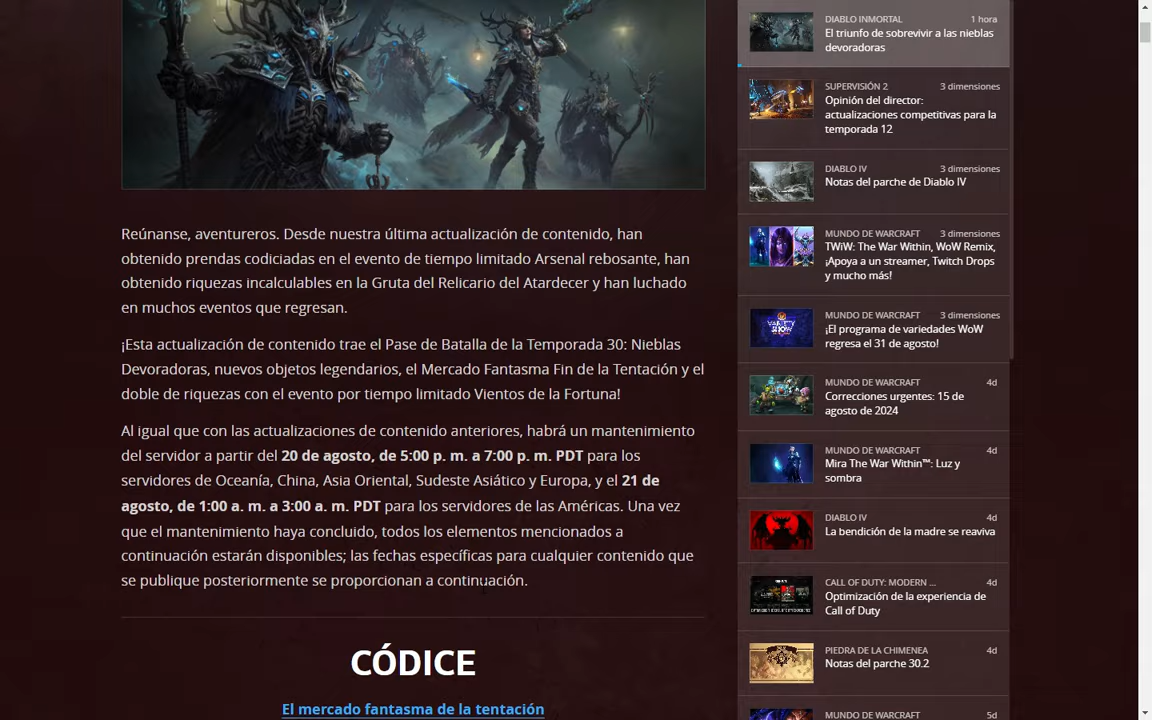 Reúnanse, aventureros. Desde nuestra última actualización de contenido, han
obtenido prendas codiciadas en el evento de tiempo limitado Arsenal rebosante, han
obtenido riquezas incalculables en la Gruta del Relicario del Atardecer y han luchado
en muchos eventos que regresan.
¡Esta actualización de contenido trae el Pase de Batalla de la Temporada 30: Nieblas
Devoradoras, nuevos objetos legendarios, el Mercado Fantasma Fin de la Tentación y el
doble de riquezas con el evento por tiempo limitado Vientos de la Fortuna!
Al igual que con las actualizaciones de contenido anteriores, habrá un mantenimiento
del servidor a partir del 20 de agosto, de 5:00 p. m. a 7:00 p. m. PDT para los
servidores de Oceanía, China, Asia Oriental, Sudeste Asiático y Europa, y el 21 de
agosto, de 1:00 a. m. a 3:00 a. m. PDT para los servidores de las Américas. Una vez
que el mantenimiento haya concluido, todos los elementos mencionados a
continuación estarán disponibles; las fechas específicas para cualquier contenido que
se publique posteriormente se proporcionan a continuación.
CÓDICE
El mercado fantasma de la tentación
DIABLO INMORTAL 1 hora
El triunfo de sobrevivir a las nieblas
devoradoras
SUPERVISIÓN 2 3 dimensiones
Opinión del director:
actualizaciones competitivas para la
temporada 12
DIABLO IV 3 dimensiones
Notas del parche de Diablo IV
MUNDO DE WARCRAFT 3 dimensiones
TWiW: The War Within, WoW Remix,
¡Apoya a un streamer, Twitch Drops
y mucho más!
MUNDO DE WARCRAFT 3 dimensiones
¡El programa de variedades WoW
regresa el 31 de agosto!
MUNDO DE WARCRAFT 4d
Correcciones urgentes: 15 de
agosto de 2024
MUNDO DE WARCRAFT 4d
Mira The War Within™: Luz y
sombra
DIABLO IV 4d
La bendición de la madre se reaviva
CALL OF DUTY: MODERN ... 4d
Optimización de la experiencia de
Call of Duty
PIEDRA DE LA CHIMENEA 4d
Notas del parche 30.2
MUNDO DE WARCRAFT 5d